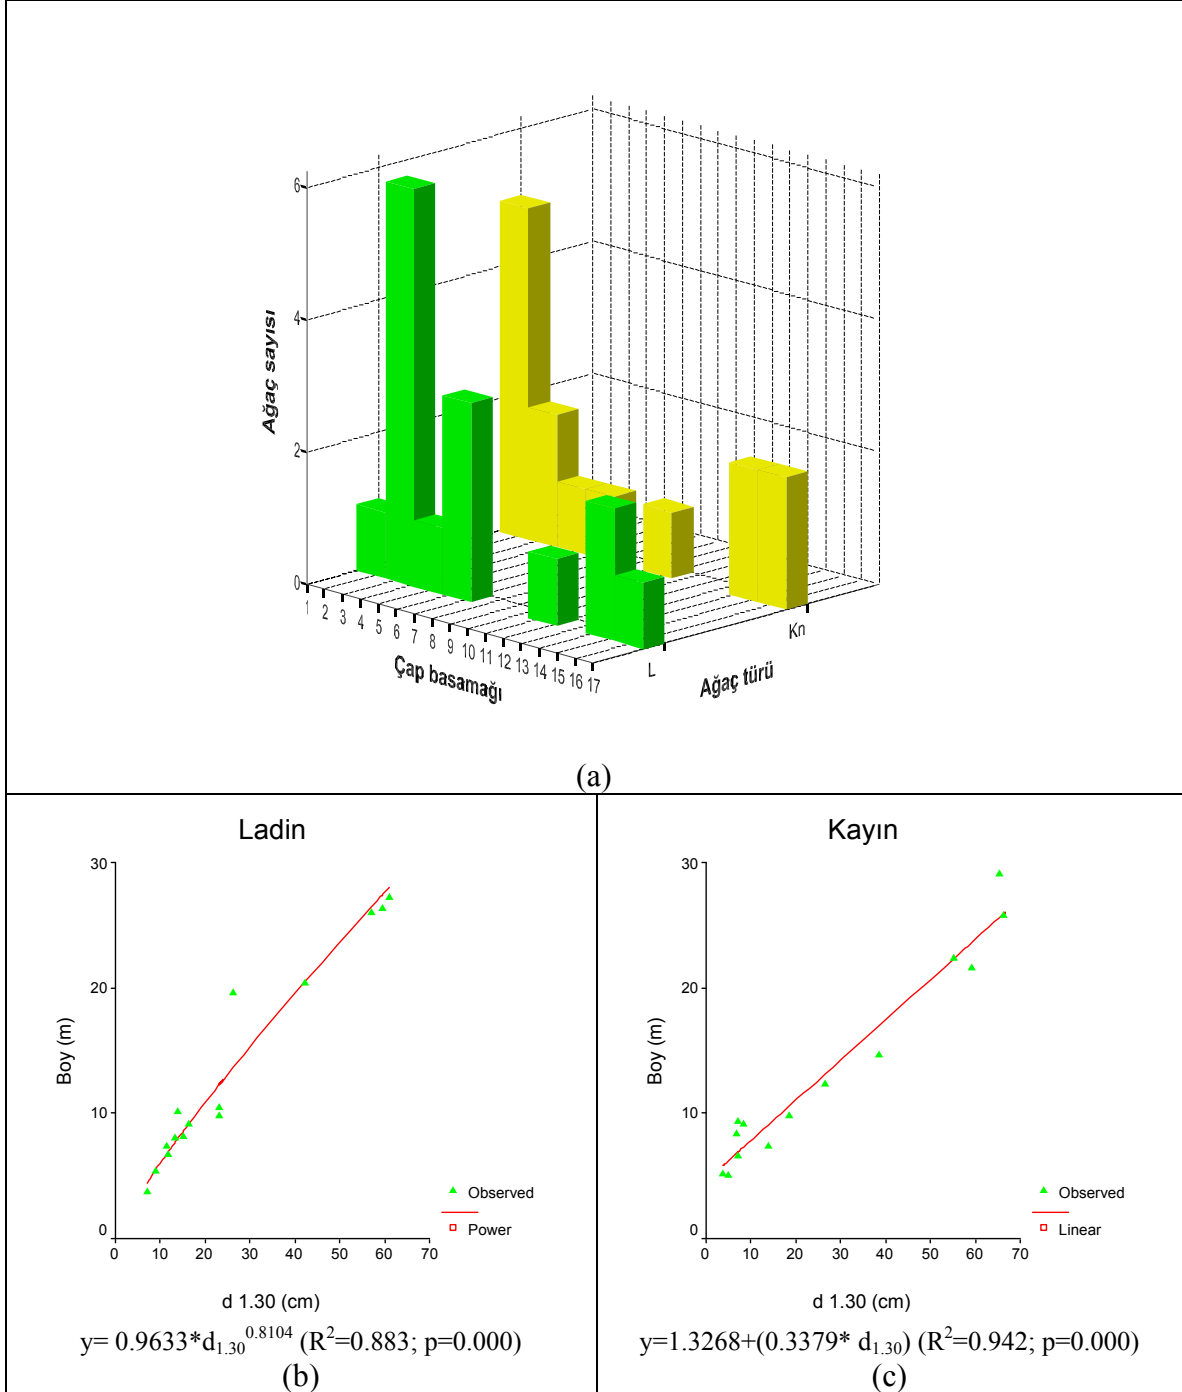 6
4
2
0
Ağaç sayısı
1 2 3 4 5 6 7 8 9 10 11 12 13 14 15 16 17
Çap basamağı
L
Kn
Ağaç türü
(a)
Ladin
30
20
10
0
Boy (m)
0 10 20 30 40 50 60 70
d 1.30 (cm)
Observed
Power
y= 0.9633*d1.30^0.8104 (R²=0.883; p=0.000)
(b)
Kayın
30
20
10
0
Boy (m)
0 10 20 30 40 50 60 70
d 1.30 (cm)
Observed
Linear
y=1.3268+(0.3379* d1.30) (R²=0.942; p=0.000)
(c)